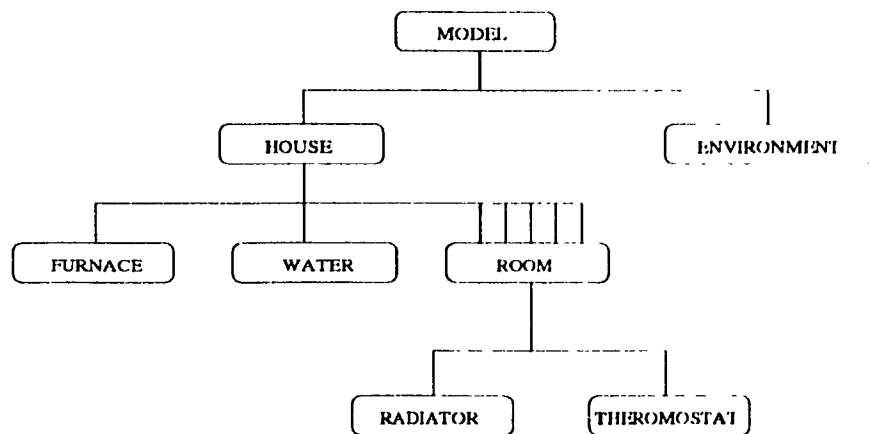 MODEL
HOUSE
ENVIRONMENT
FURNACE
WATER
ROOM
RADIATOR
THEROMOSTAT